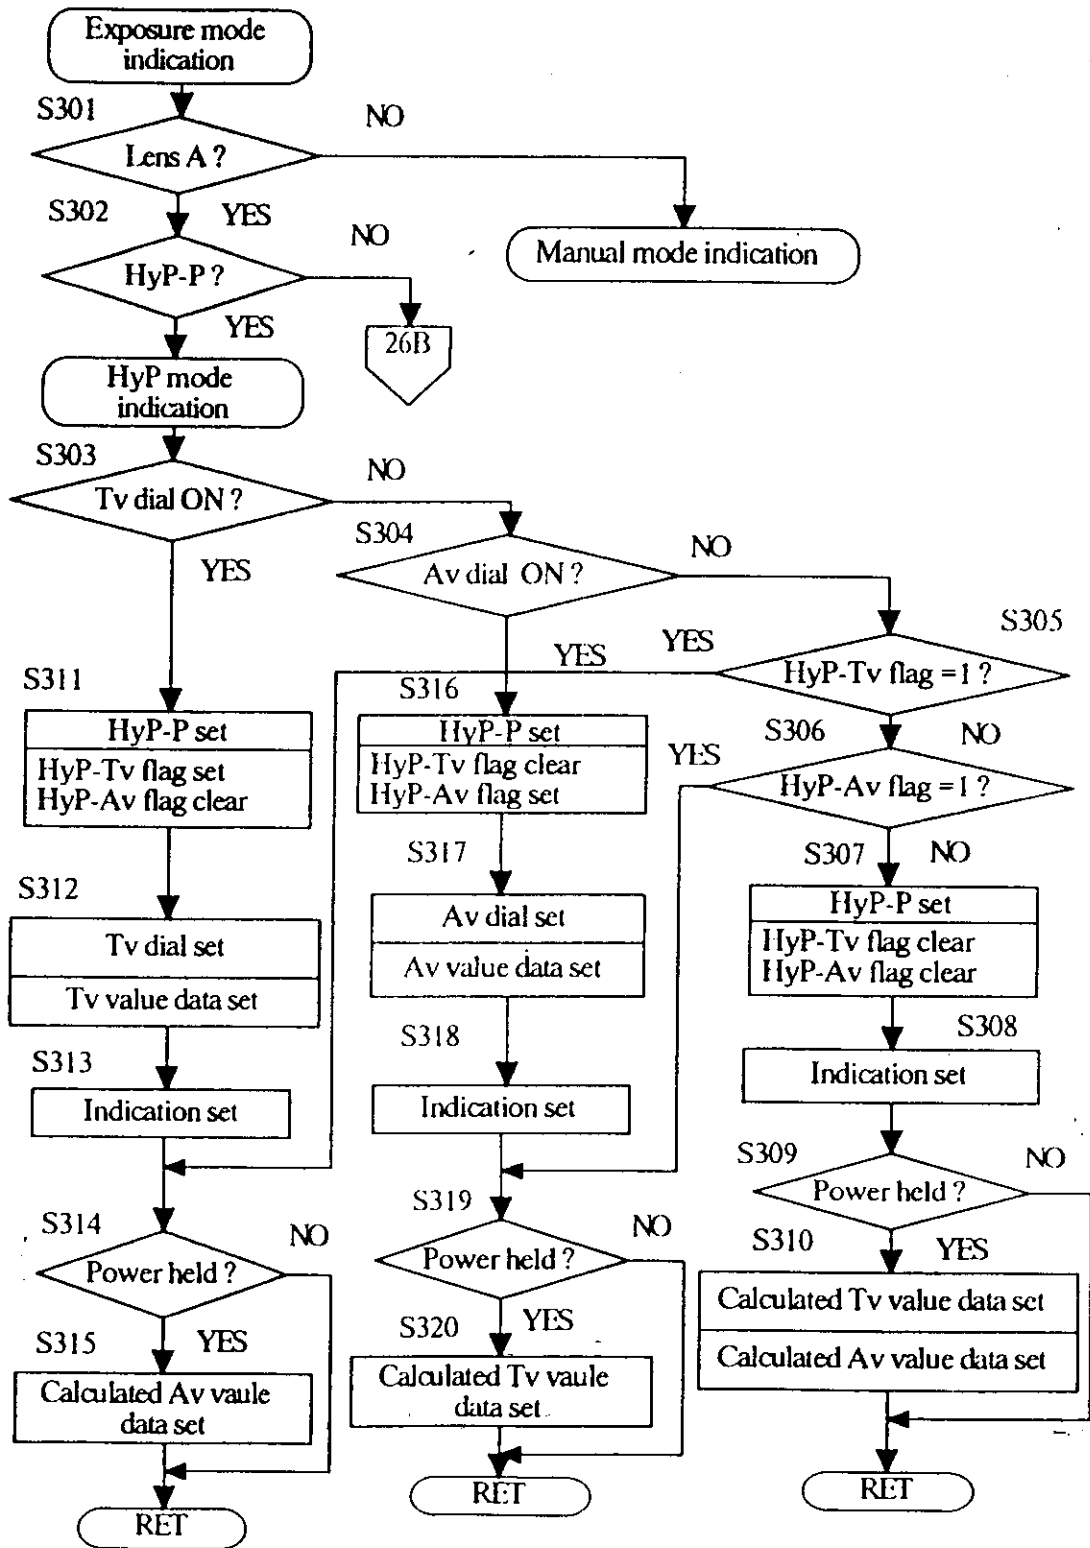 Exposure mode
indication
S301
NO
Lens A ?
S302
YES
NO
Manual mode indication
HyP-P ?
YES
26B
HyP mode
indication
S303
NO
Tv dial ON ?
S304
NO
YES
Av dial ON ?
S305
YES
YES
HyP-Tv flag =1 ?
S311
S316
S306
NO
HyP-P set
HyP-Tv flag set
HyP-Av flag clear
HyP-P set
HyP-Tv flag clear
HyP-Av flag set
YES
HyP-Av flag =1 ?
S317
S307
NO
S312
Av dial set
Av value data set
HyP-P set
HyP-Tv flag clear
HyP-Av flag clear
Tv dial set
Tv value data set
S318
S308
S313
Indication set
Indication set
Indication set
S309
NO
Power held ?
S314
NO
S319
NO
S310
YES
Power held ?
Power held ?
Calculated Tv value data set
Calculated Av value data set
S315
YES
S320
YES
Calculated Av vaule
data set
Calculated Tv vaule
data set
RET
RET
RET